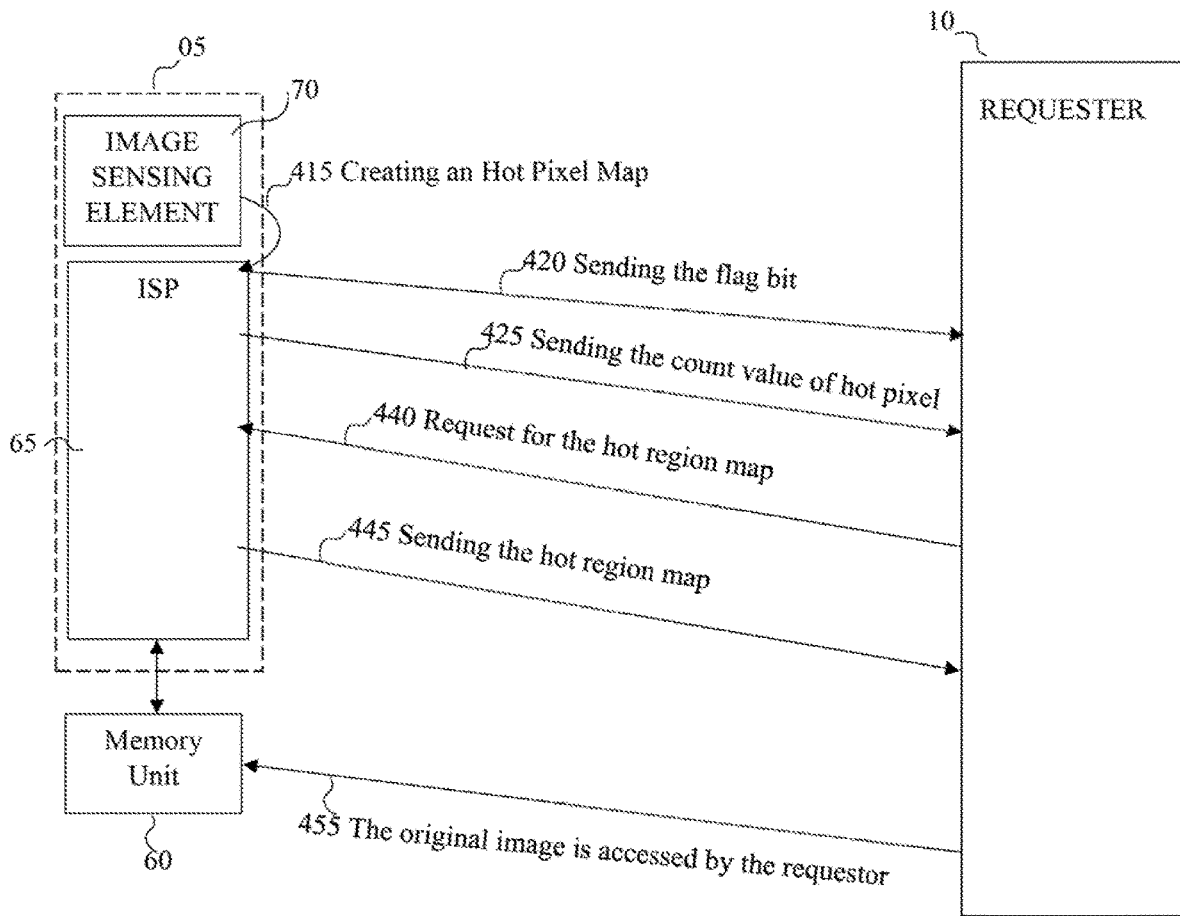 10
05
70
REQUESTER
IMAGE
SENSING
ELEMENT
415 Creating an Hot Pixel Map
ISP
420 Sending the flag bit
425 Sending the count value of hot pixel
440 Request for the hot region map
65
445 Sending the hot region map
Memory
Unit
455 The original image is accessed by the requestor
60